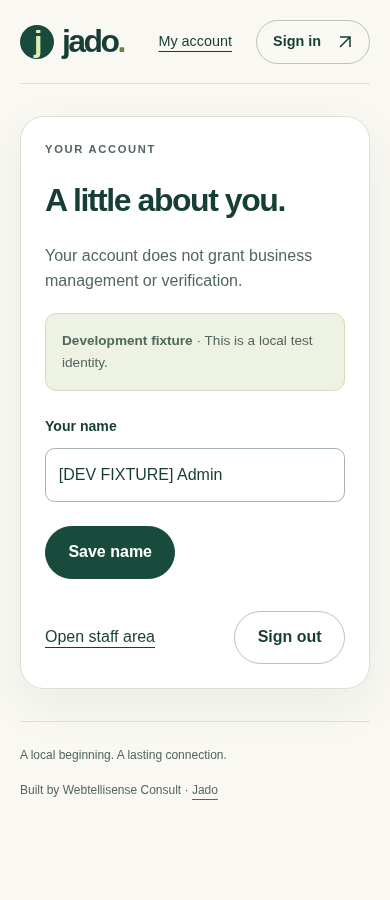 j jado.
My account
Sign in
YOUR ACCOUNT
A little about you.
Your account does not grant business
management or verification.
Development fixture · This is a local test
identity.
Your name
[DEV FIXTURE] Admin
Save name
Open staff area
Sign out
A local beginning. A lasting connection.
Built by Webtellisense Consult · Jado